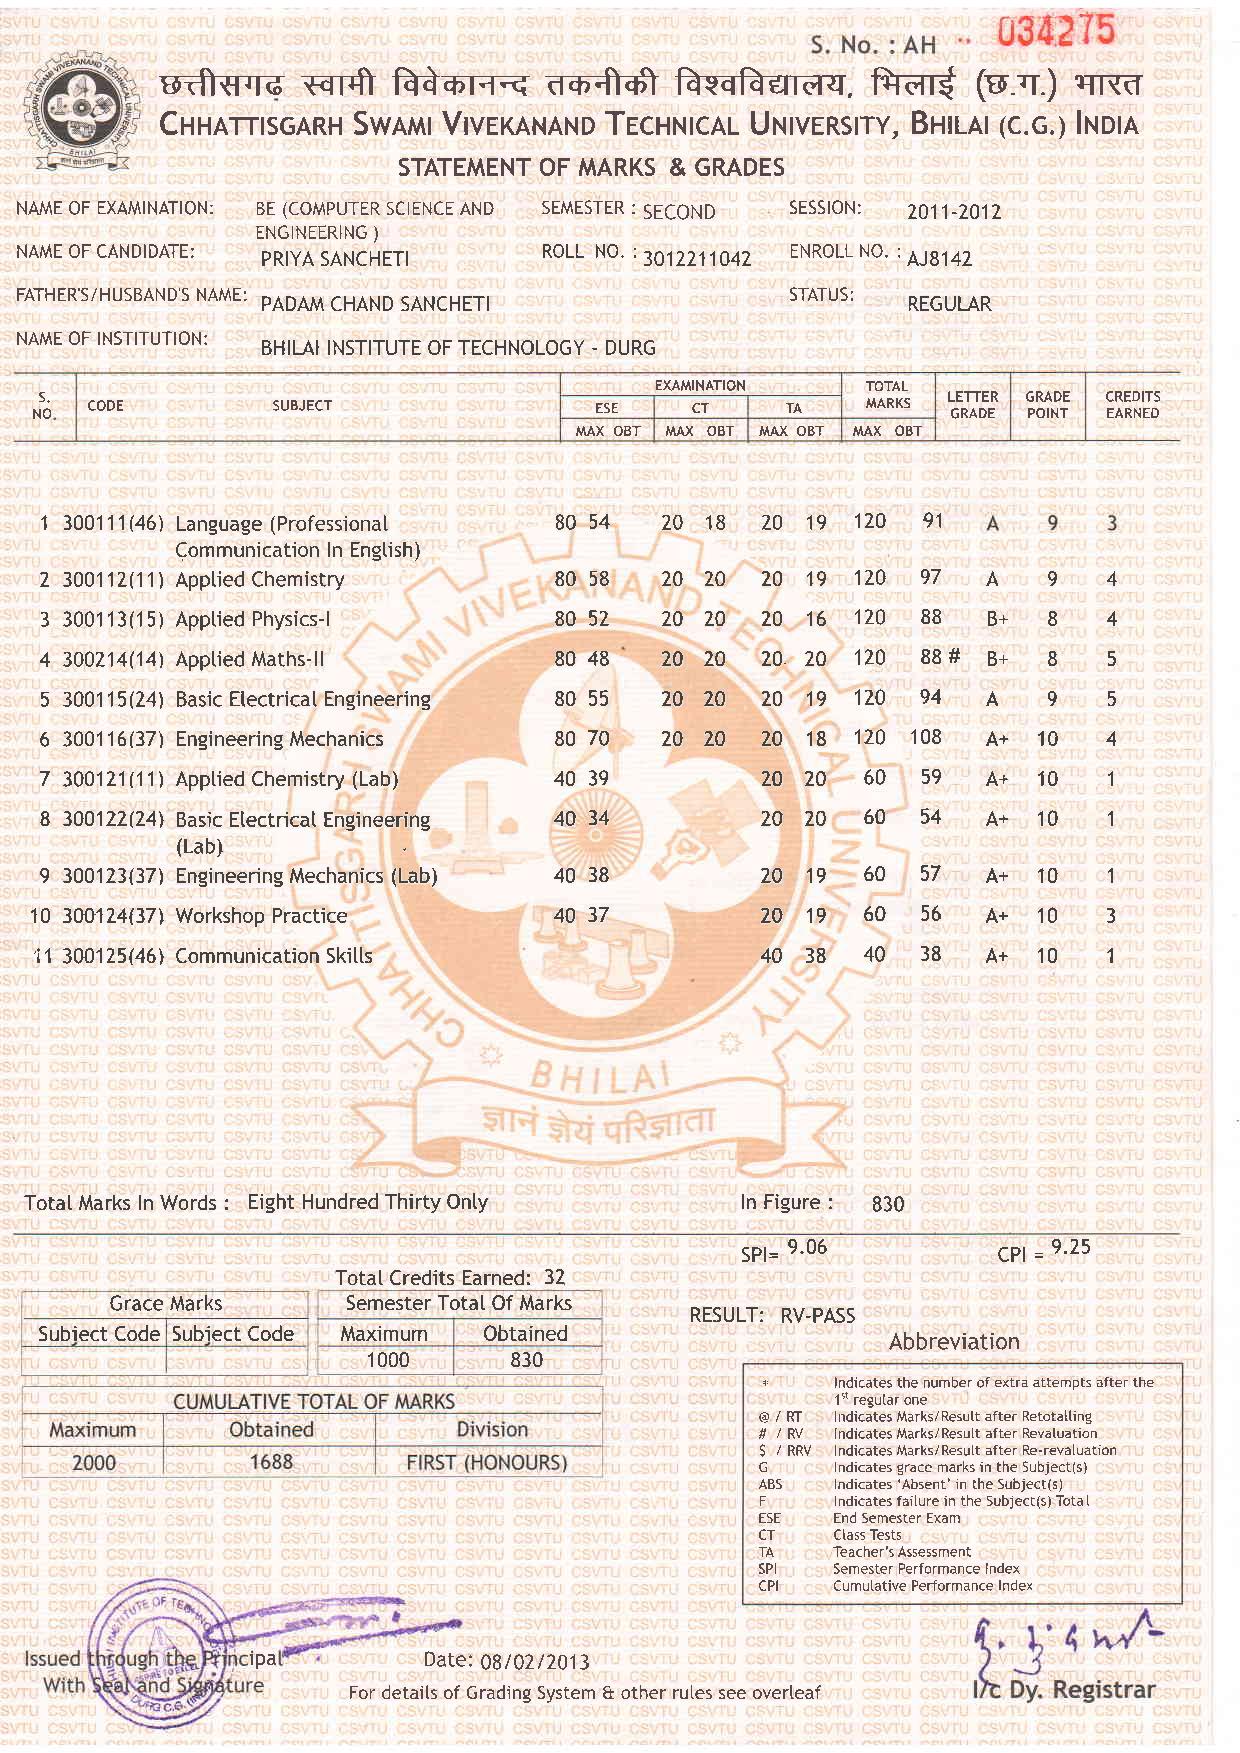 S. No. : AH 034275
छत्तीसगढ़ स्वामी विवेकानन्द तकनीकी विश्वविद्यालय, भिलाई (छ.ग.) भारत
CHHATTISGARH SWAMI VIVEKANAND TECHNICAL UNIVERSITY, BHILAI (C.G.) INDIA
STATEMENT OF MARKS & GRADES
NAME OF EXAMINATION: BE (COMPUTER SCIENCE AND ENGINEERING ) SEMESTER : SECOND SESSION: 2011-2012
NAME OF CANDIDATE: PRIYA SANCHETI ROLL NO. : 3012211042 ENROLL NO. : AJ8142
FATHER'S/HUSBAND'S NAME: PADAM CHAND SANCHETI STATUS: REGULAR
NAME OF INSTITUTION: BHILAI INSTITUTE OF TECHNOLOGY - DURG
S. NO. CODE SUBJECT EXAMINATION TOTAL MARKS LETTER GRADE GRADE POINT CREDITS EARNED
ESE CT TA
MAX OBT MAX OBT MAX OBT MAX OBT
1 300111(46) Language (Professional 80 54 20 18 20 19 120 91 A 9 3
Communication In English)
2 300112(11) Applied Chemistry 80 58 20 20 20 19 120 97 A 9 4
3 300113(15) Applied Physics-I 80 52 20 20 20 16 120 88 B+ 8 4
4 300214(14) Applied Maths-II 80 48 20 20 20 20 120 88 # B+ 8 5
5 300115(24) Basic Electrical Engineering 80 55 20 20 20 19 120 94 A 9 5
6 300116(37) Engineering Mechanics 80 70 20 20 20 18 120 108 A+ 10 4
7 300121(11) Applied Chemistry (Lab) 40 39 20 20 60 59 A+ 10 1
8 300122(24) Basic Electrical Engineering 40 34 20 20 60 54 A+ 10 1
(Lab)
9 300123(37) Engineering Mechanics (Lab) 40 38 20 19 60 57 A+ 10 1
10 300124(37) Workshop Practice 40 37 20 19 60 56 A+ 10 3
11 300125(46) Communication Skills 40 38 40 38 A+ 10 1
CHHATTISGARH SWAMI VIVEKANAND TECHNICAL UNIVERSITY
BHILAI
ज्ञानं ज्ञेयं परिज्ञाता
Total Marks In Words : Eight Hundred Thirty Only In Figure : 830
SPI= 9.06 CPI = 9.25
Total Credits Earned: 32
Grace Marks Semester Total Of Marks
Subject Code Subject Code Maximum Obtained
1000 830
RESULT: RV-PASS
CUMULATIVE TOTAL OF MARKS
Maximum Obtained Division
2000 1688 FIRST (HONOURS)
Abbreviation
* Indicates the number of extra attempts after the
1st regular one
@ / RT Indicates Marks/Result after Retotalling
# / RV Indicates Marks/Result after Revaluation
$ / RRV Indicates Marks/Result after Re-revaluation
G Indicates grace marks in the Subject(s)
ABS Indicates 'Absent' in the Subject(s)
F Indicates failure in the Subject(s) Total
ESE End Semester Exam
CT Class Tests
TA Teacher's Assessment
SPI Semester Performance Index
CPI Cumulative Performance Index
Issued through the Principal Date: 08/02/2013
With Seal and Signature For details of Grading System & other rules see overleaf I/c Dy. Registrar